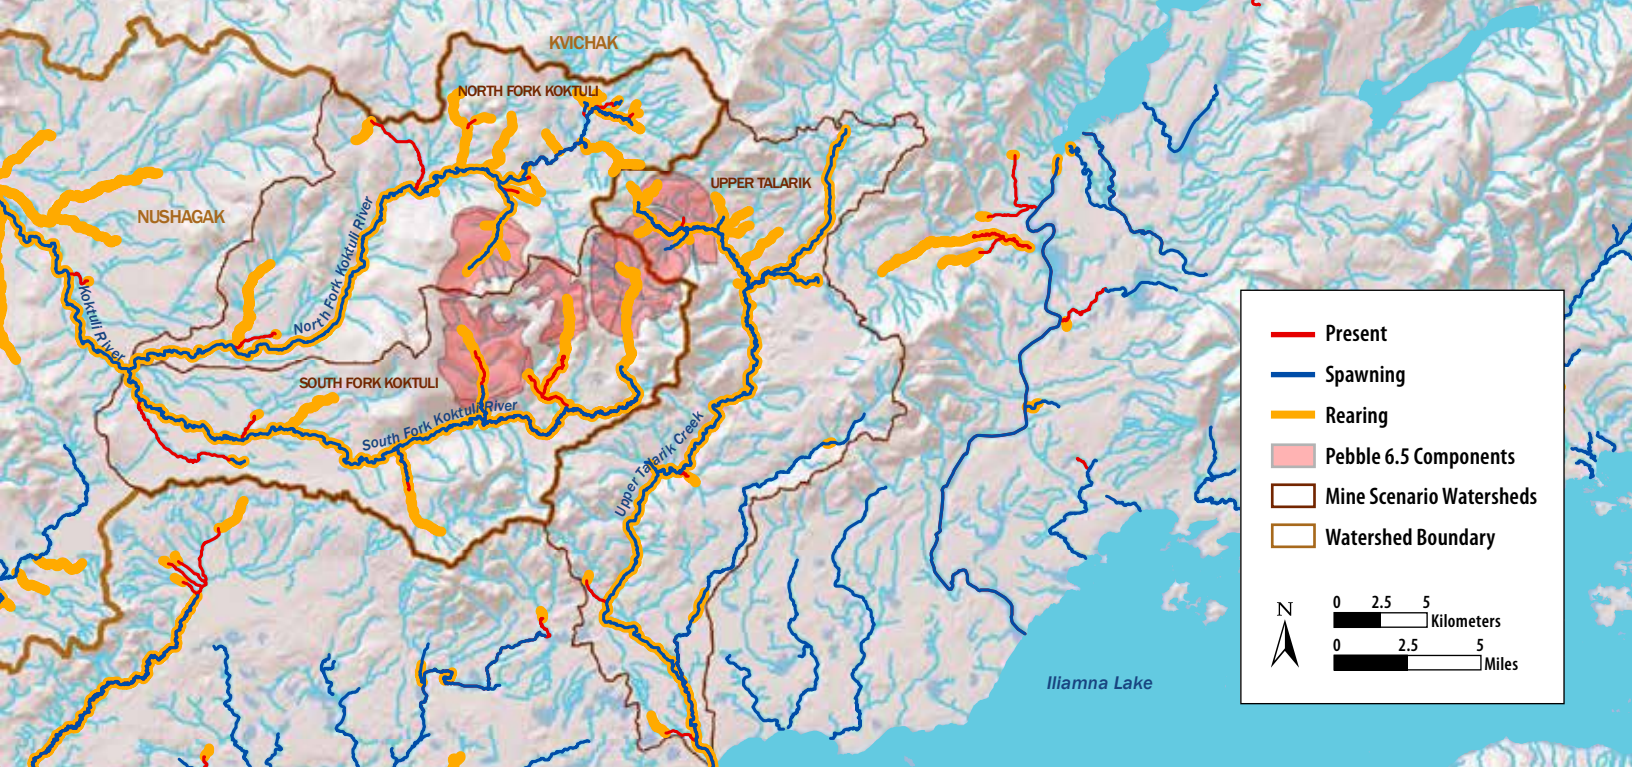 KVICHAK
NORTH FORK KOKTULI
UPPER TALARIK
NUSHAGAK
North Fork Koktuli River
Koktuli River
SOUTH FORK KOKTULI
South Fork Koktuli River
Upper Talarik Creek
Iliamna Lake
Present
Spawning
Rearing
Pebble 6.5 Components
Mine Scenario Watersheds
Watershed Boundary
N
0 2.5 5
Kilometers
0 2.5 5
Miles